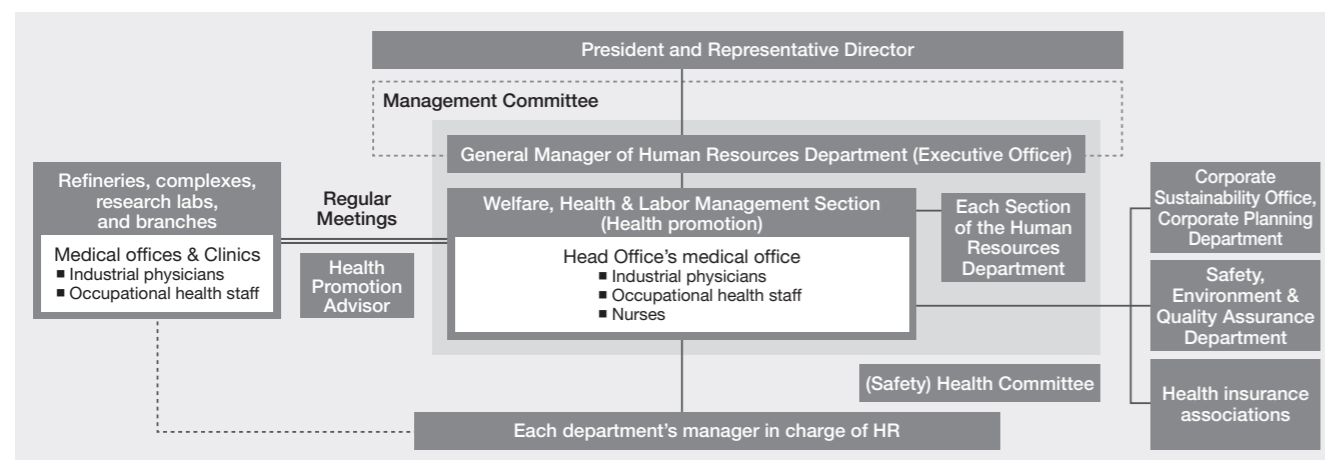 President and Representative Director
Management Committee
General Manager of Human Resources Department (Executive Officer)
Refineries, complexes,
research labs,
and branches
Medical offices & Clinics
■ Industrial physicians
■ Occupational health staff
Regular
Meetings
Health
Promotion
Advisor
Welfare, Health & Labor Management Section
(Health promotion)
Head Office's medical office
■ Industrial physicians
■ Occupational health staff
■ Nurses
Each Section
of the Human
Resources
Department
Corporate
Sustainability Office,
Corporate Planning
Department
Safety,
Environment &
Quality Assurance
Department
Health insurance
associations
(Safety) Health Committee
Each department's manager in charge of HR